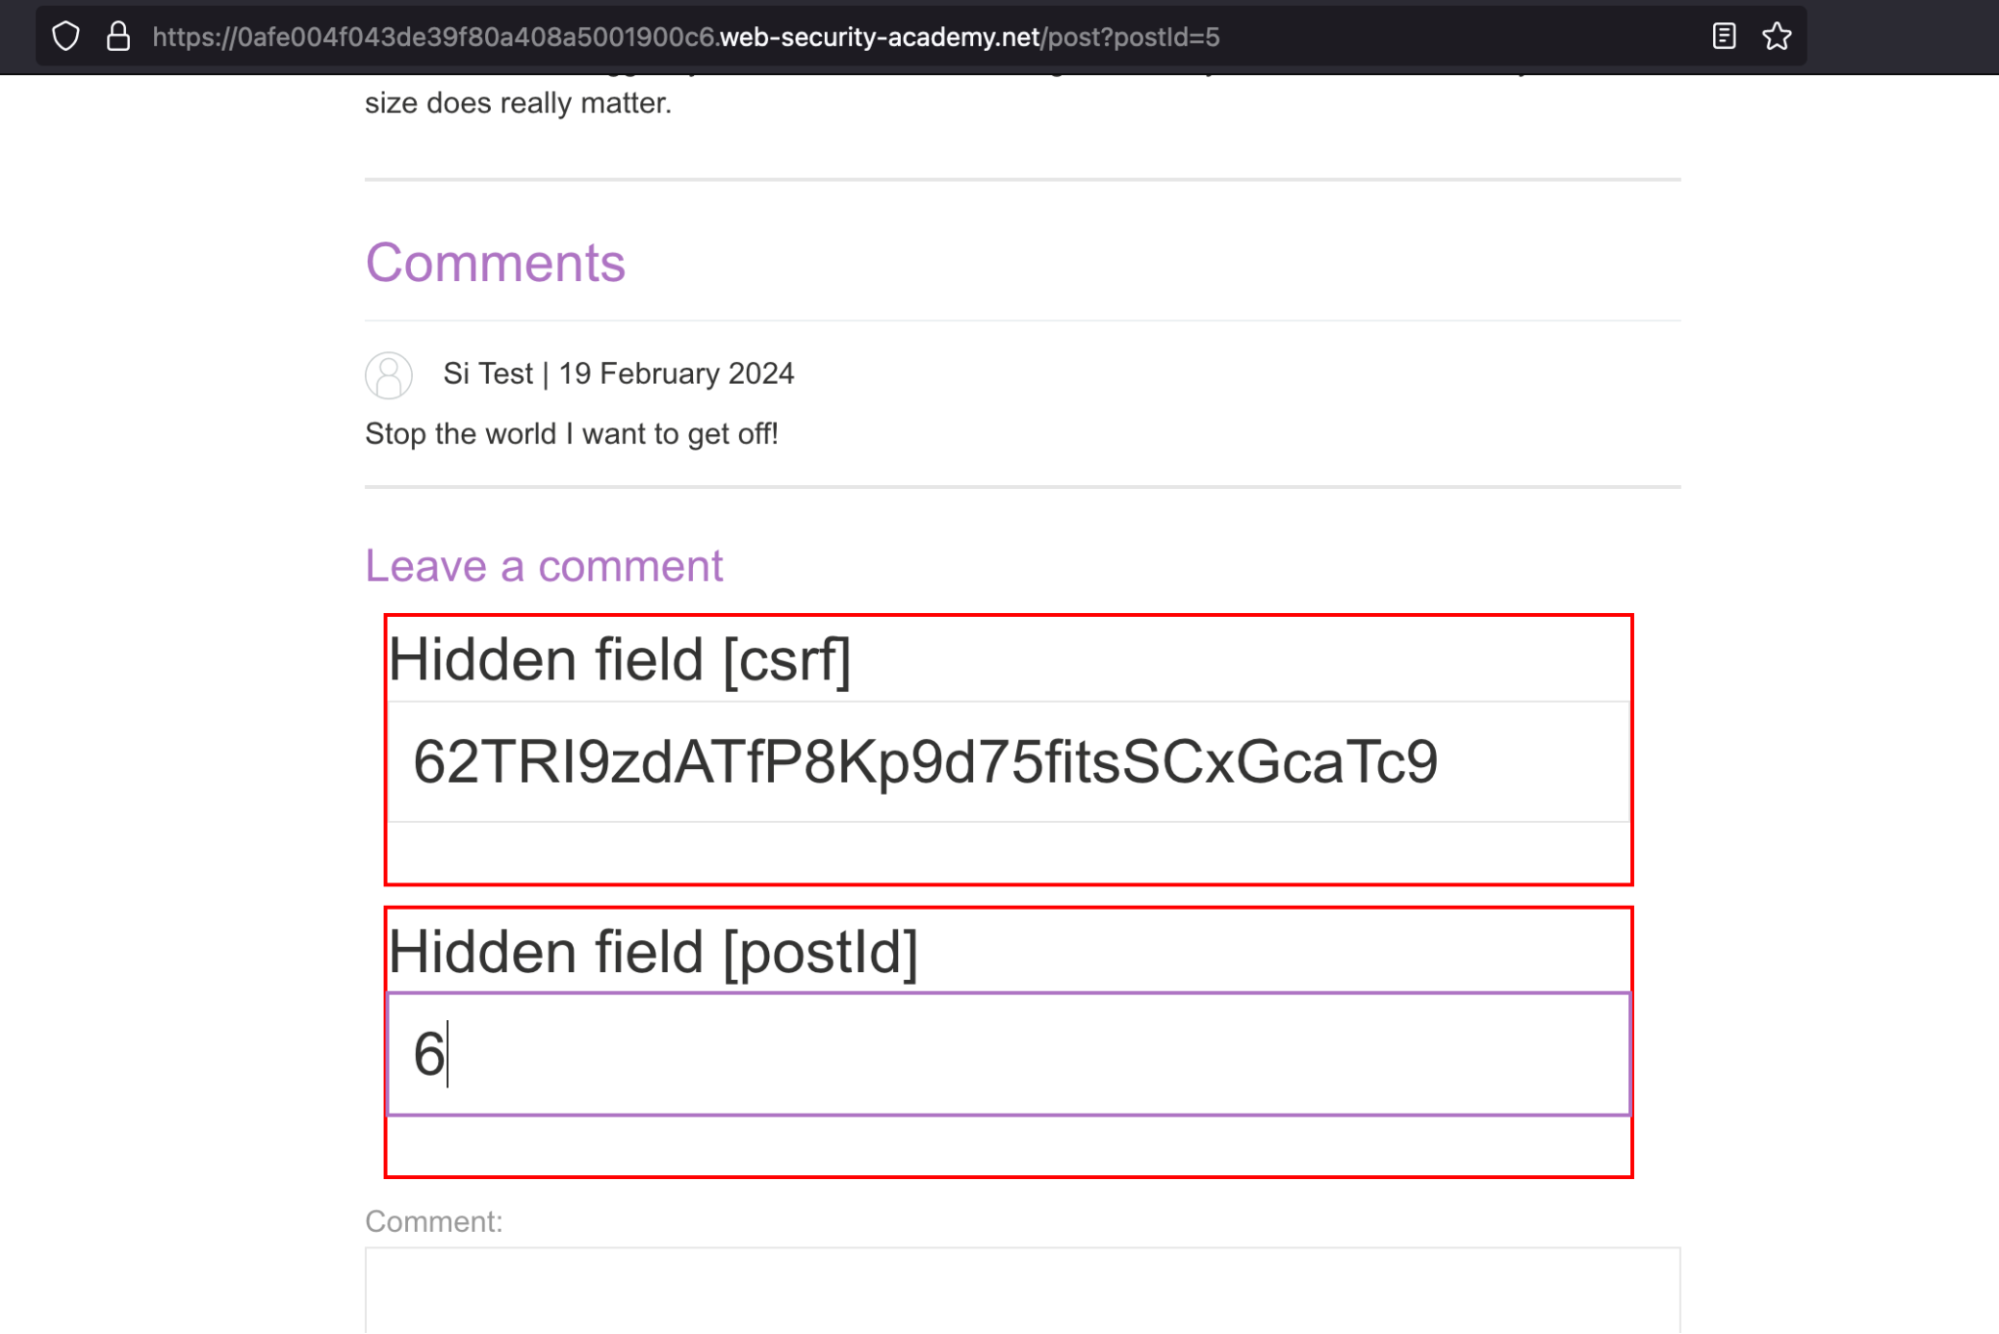 https://0afe004f043de39f80a408a5001900c6.web-security-academy.net/post?postId=5
size does really matter.
Comments
Si Test | 19 February 2024
Stop the world I want to get off!
Leave a comment
Hidden field [csrf]
62TRI9zdATfP8Kp9d75fitsSCxGcaTc9
Hidden field [postId]
6
Comment: